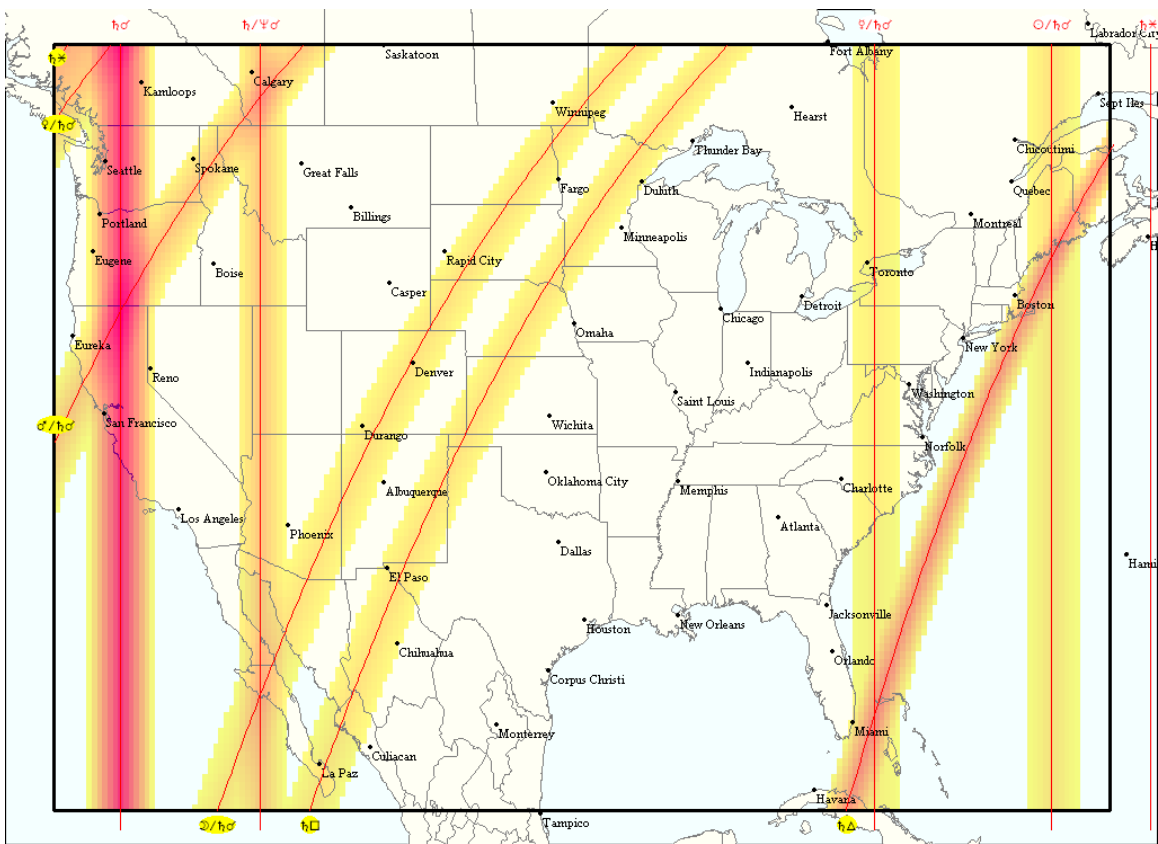 ♄♂ ♄/♆♂ ♀/♄♂ ☉/♄♂ ♄⚹
Labrador City
Saskatoon
Fort Albany
♄⚹
Calgary
Kamloops
Sept Iles
Winnipeg
Hearst
♀/♄♂
Chicoutimi
Thunder Bay
Seattle
Spokane
Great Falls
Fargo
Duluth
Quebec
Portland
Billings
Montreal
Minneapolis
H
Eugene
Boise
Rapid City
Toronto
Casper
Detroit
Boston
Chicago
Omaha
Eureka
New York
Reno
Denver
Indianapolis
Saint Louis
Washington
San Francisco
Wichita
♂/♄♂
Durango
Norfolk
Oklahoma City
Albuquerque
Memphis
Charlotte
Los Angeles
Atlanta
Phoenix
Dallas
Hami
El Paso
Jacksonville
Houston
New Orleans
Chihuahua
Orlando
Corpus Christi
Miami
Monterrey
Culiacan
La Paz
Havana
Tampico
☽/♄♂ ♄□ ♄△